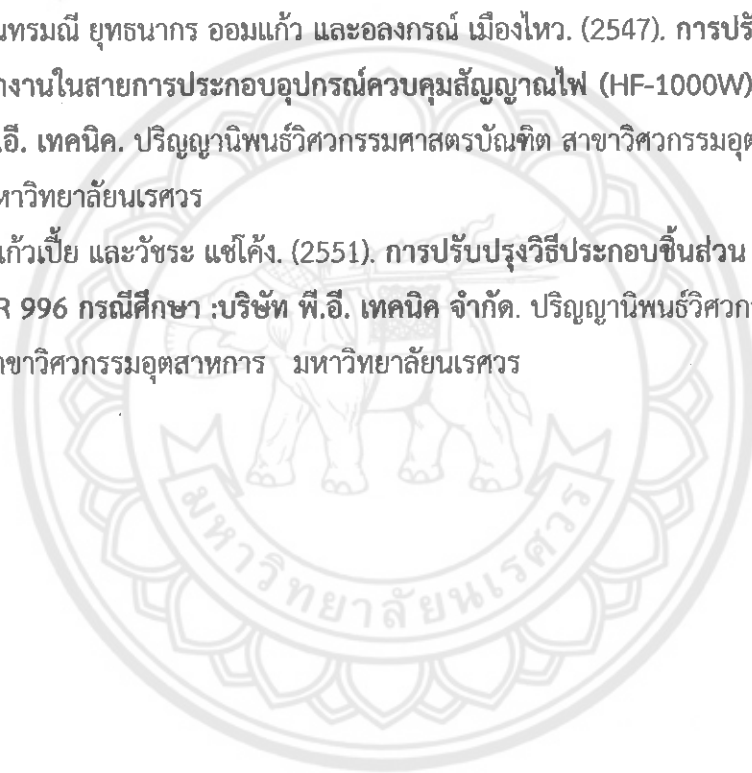 นทรมณี ยุทธนากร ออมแก้ว และอลงกรณ์ เมืองไหว. (2547). การปรั
างานในสายการประกอบอุปกรณ์ควบคุมสัญญาณไฟ (HF-1000W)
.อี. เทคนิค. ปริญญานิพนธ์วิศวกรรมศาสตรบัณฑิต สาขาวิศวกรรมอุต
หาวิทยาลัยนเรศวร
แก้วเปี้ย และวัชระ แซ่โค้ง. (2551). การปรับปรุงวิธีประกอบชิ้นส่วน
R 996 กรณีศึกษา :บริษัท พี.อี. เทคนิค จำกัด. ปริญญานิพนธ์วิศวก
าขาวิศวกรรมอุตสาหการ มหาวิทยาลัยนเรศวร
มหาวิทยาลัยนเรศวร